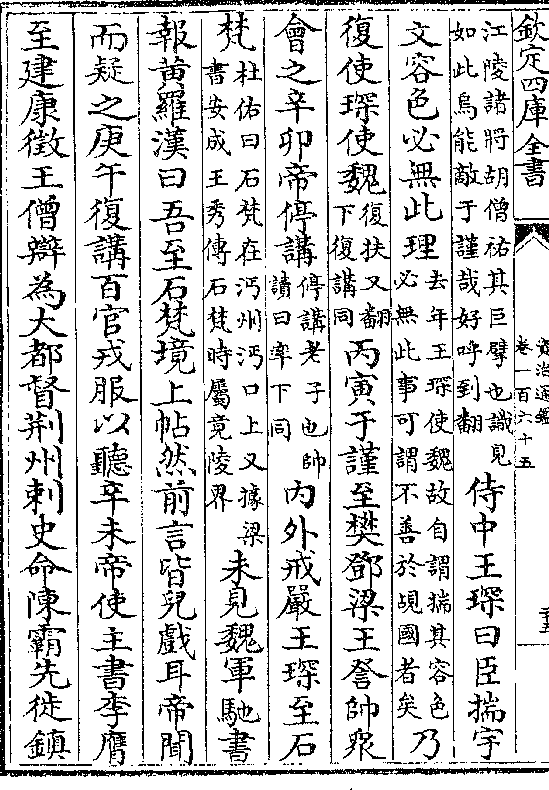 欽定四庫全書
資治通鑑
卷一百六十五
江陵諸將胡僧祐其巨擘也識見
如此烏能敵于謹哉好呼到翻
侍中王琛曰臣揣宇
文容色必無此理
去年王琛使魏故自謂揣其容色
必無此事可謂不善於覘國者矣
乃
復使琛使魏
復扶又翻
下復講同
丙寅于謹至樊鄧梁王詧帥衆
會之辛卯帝停講
停講老子也帥
讀曰率下同
内外戒嚴王琛至石
梵
杜佑曰石梵在沔州沔口上又據梁
書安成王秀傳石梵時屬竟陵界
未見魏軍馳書
報黄羅漢曰吾至石梵境上帖然前言皆兒戲耳帝聞
而疑之庚午復講百官戎服以聽辛未帝使主書李膺
至建康徵王僧辯為大都督荆州刺史命陳霸先徙鎮